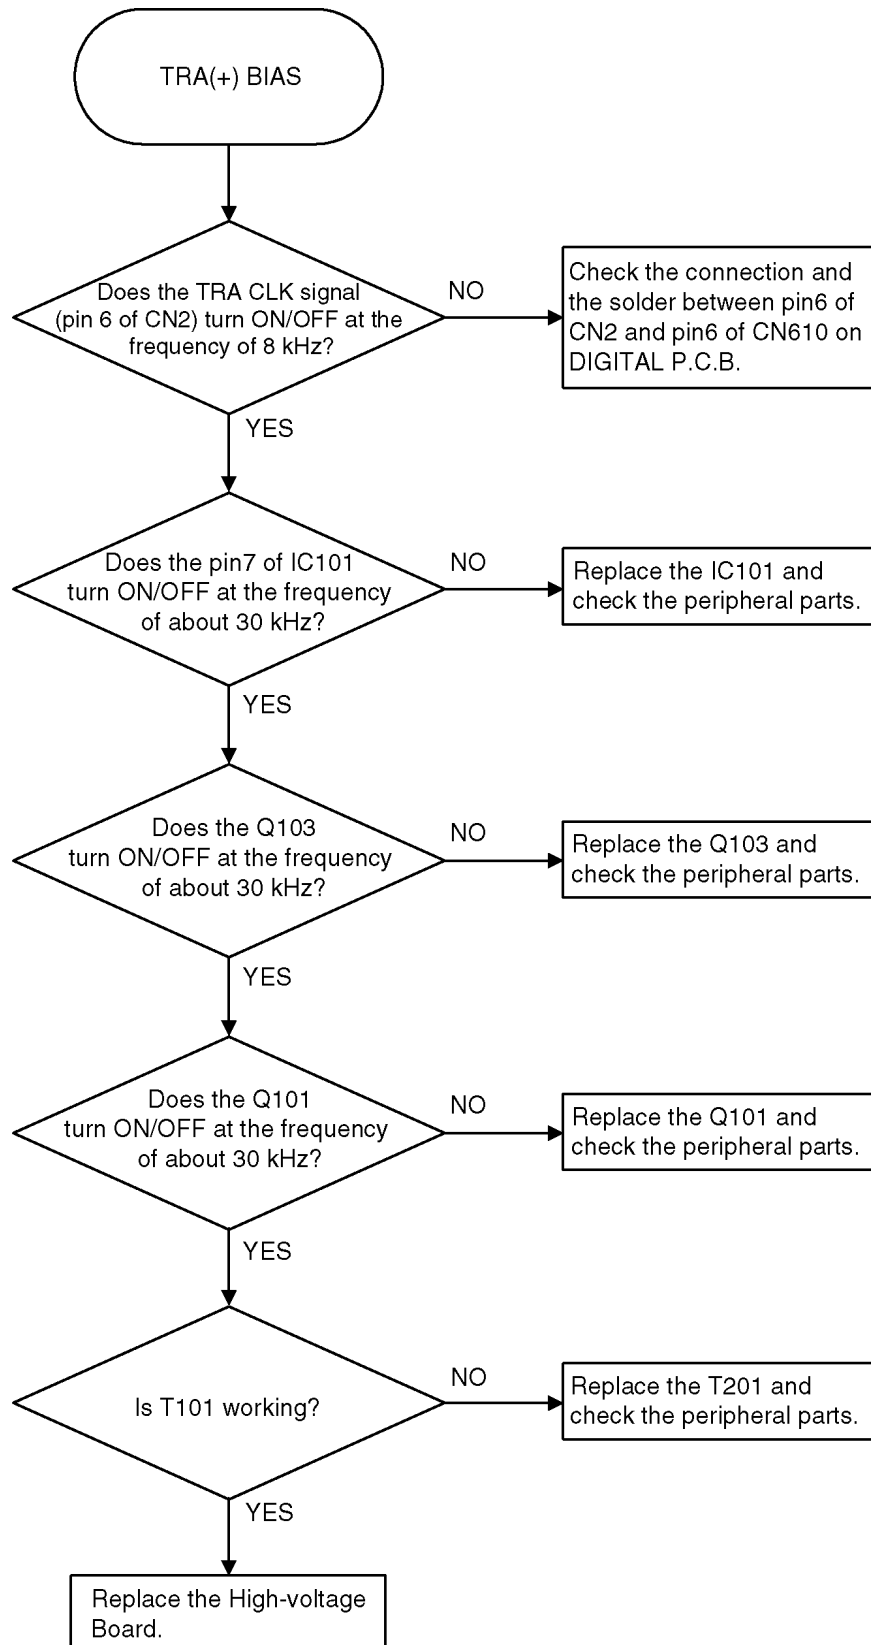 TRA(+) BIAS
Does the TRA CLK signal
(pin 6 of CN2) turn ON/OFF at the
frequency of 8 kHz?
NO
Check the connection and
the solder between pin6 of
CN2 and pin6 of CN610 on
DIGITAL P.C.B.
YES
Does the pin7 of IC101
turn ON/OFF at the frequency
of about 30 kHz?
NO
Replace the IC101 and
check the peripheral parts.
YES
Does the Q103
turn ON/OFF at the frequency
of about 30 kHz?
NO
Replace the Q103 and
check the peripheral parts.
YES
Does the Q101
turn ON/OFF at the frequency
of about 30 kHz?
NO
Replace the Q101 and
check the peripheral parts.
YES
Is T101 working?
NO
Replace the T201 and
check the peripheral parts.
YES
Replace the High-voltage
Board.